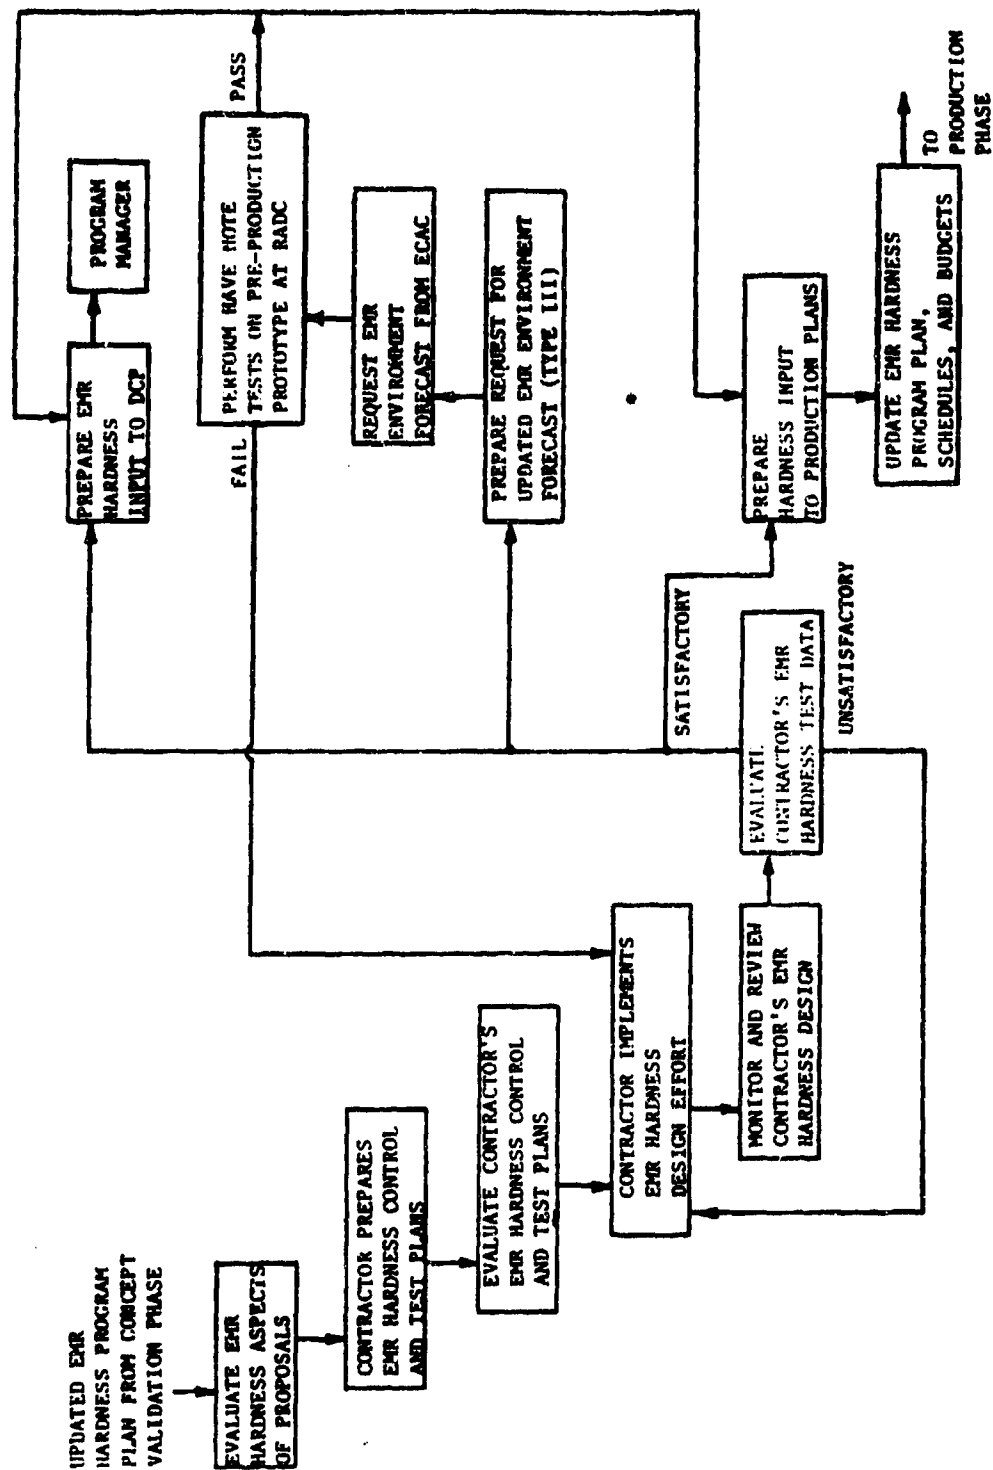 UPDATED EMR
HARDNESS PROGRAM
PLAN FROM CONCEPT
VALIDATION PHASE
EVALUATE EMR
HARDNESS ASPECTS
OF PROPOSALS
CONTRACTOR PREPARES
EMR HARDNESS CONTROL
AND TEST PLANS
EVALUATE CONTRACTOR'S
EMR HARDNESS CONTROL
AND TEST PLANS
CONTRACTOR IMPLEMENTS
EMR HARDNESS
DESIGN EFFORT
MONITOR AND REVIEW
CONTRACTOR'S EMR
HARDNESS DESIGN
EVALUATE
CONTRACTOR'S EMR
HARDNESS TEST DATA
UNSATISFACTORY
SATISFACTORY
PREPARE EMR
HARDNESS
INPUT TO DCP
PROGRAM
MANAGER
FAIL
PERFORM HAVE NOTE
TESTS ON PRE-PRODUCTION
PROTOTYPE AT RADC
PASS
REQUEST EMR
ENVIRONMENT
FORECAST FROM ECAC
PREPARE REQUEST FOR
UPDATED EMR ENVIRONMENT
FORECAST (TYPE III)
PREPARE
HARDNESS INPUT
TO PRODUCTION PLANS
UPDATE EMR HARDNESS
PROGRAM PLAN,
SCHEDULES, AND BUDGETS
TO
PRODUCTION
PHASE